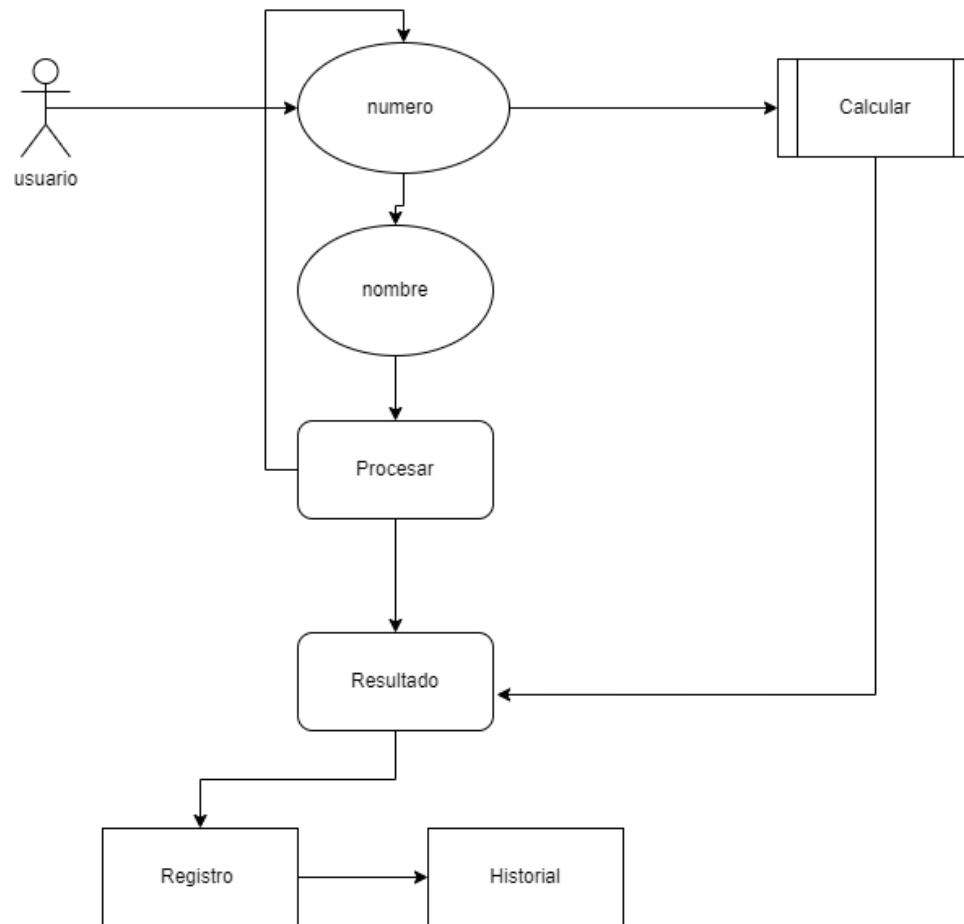 numero
Calcular
usuario
nombre
Procesar
Resultado
Registro
Historial